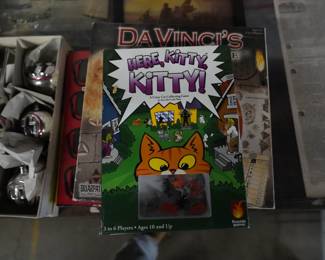 DA VINCI'S
HERE, KITTY,
KITTY!
3 to 6 Players • Ages 10 and Up